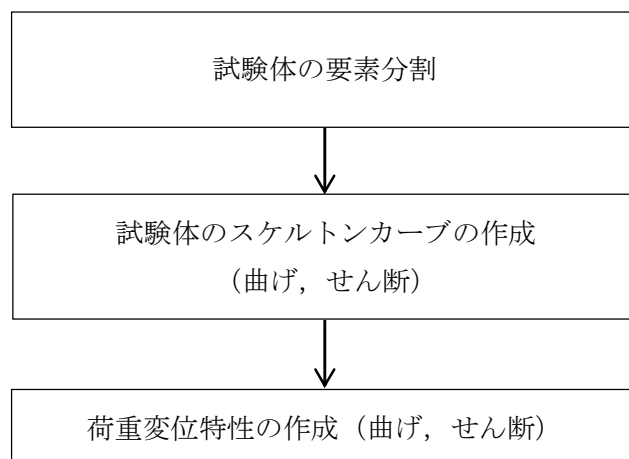 試験体の要素分割
試験体のスケルトンカーブの作成
（曲げ，せん断）
荷重変位特性の作成（曲げ，せん断）